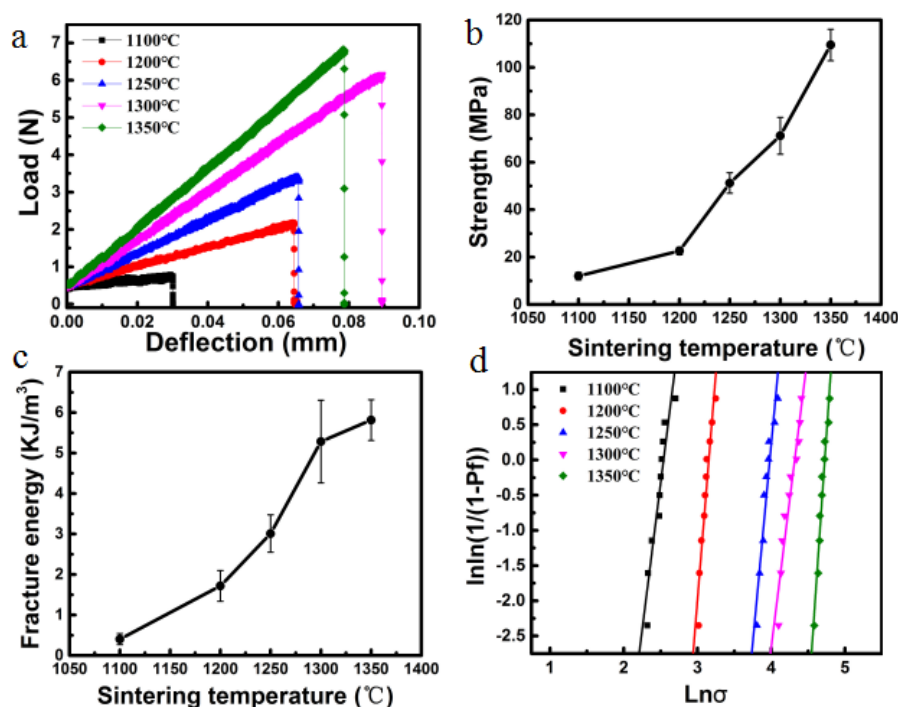 a
Load (N)
7
6
5
4
3
2
1
0
1100℃
1200℃
1250℃
1300℃
1350℃
0.00 0.02 0.04 0.06 0.08 0.10
Deflection (mm)
b
Strength (MPa)
120
100
80
60
40
20
0
1050 1100 1150 1200 1250 1300 1350 1400
Sintering temperature (℃)
c
Fracture energy (KJ/m³)
7
6
5
4
3
2
1
0
1050 1100 1150 1200 1250 1300 1350 1400
Sintering temperature (℃)
d
lnln(1/(1-Pf))
1.0
0.5
0.0
-0.5
-1.0
-1.5
-2.0
-2.5
1100℃
1200℃
1250℃
1300℃
1350℃
1 2 3 4 5
Lnσ